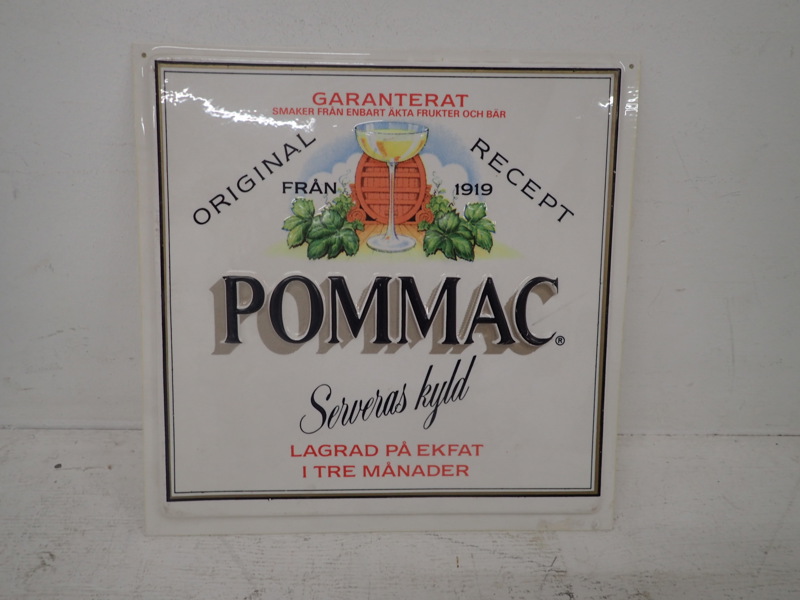 GARANTERAT
SMAKER FRÅN ENBART ÄKTA FRUKTER OCH BÄR
ORIGINAL RECEPT
FRÅN 1919
POMMAC®
Serveras kyld
LAGRAD PÅ EKFAT
I TRE MÅNADER